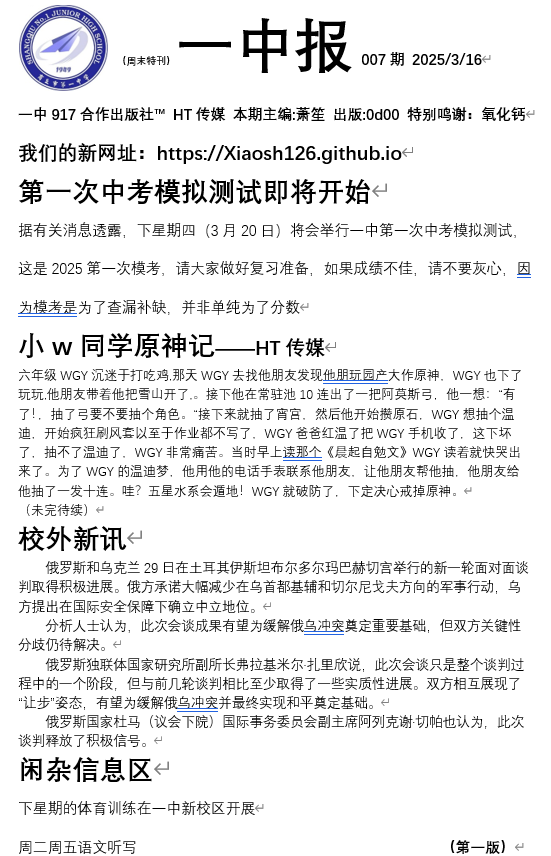 SHANGQIU No.1 JUNIOR HIGH SCHOOL
1989
(周末特刊) 一中报 007 期 2025/3/16
一中 917 合作出版社™ HT 传媒 本期主编:萧笙 出版:0d00 特别鸣谢：氧化钙
我们的新网址：https://Xiaosh126.github.io
第一次中考模拟测试即将开始
据有关消息透露，下星期四（3 月 20 日）将会举行一中第一次中考模拟测试，
这是 2025 第一次模考，请大家做好复习准备，如果成绩不佳，请不要灰心，因
为模考是为了查漏补缺，并非单纯为了分数
小 w 同学原神记——HT 传媒
六年级 WGY 沉迷于打吃鸡,那天 WGY 去找他朋友发现他朋玩园产大作原神，WGY 也下了
玩玩,他朋友带着他把雪山开了,。接下他在常驻池 10 连出了一把阿莫斯弓，他一想：“有
了！，抽了弓要不要抽个角色。“接下来就抽了宵宫，然后他开始攒原石，WGY 想抽个温
迪，开始疯狂刷风套以至于作业都不写了，WGY 爸爸红温了把 WGY 手机收了，这下坏
了，抽不了温迪了，WGY 非常痛苦。当时早上读那个《晨起自勉文》WGY 读着就快哭出
来了。为了 WGY 的温迪梦，他用他的电话手表联系他朋友，让他朋友帮他抽，他朋友给
他抽了一发十连。哇？五星水系会遁地！WGY 就破防了，下定决心戒掉原神。
（未完待续）
校外新讯
俄罗斯和乌克兰 29 日在土耳其伊斯坦布尔多尔玛巴赫切宫举行的新一轮面对面谈
判取得积极进展。俄方承诺大幅减少在乌首都基辅和切尔尼戈夫方向的军事行动，乌
方提出在国际安全保障下确立中立地位。
分析人士认为，此次会谈成果有望为缓解俄乌冲突奠定重要基础，但双方关键性
分歧仍待解决。
俄罗斯独联体国家研究所副所长弗拉基米尔·扎里欣说，此次会谈只是整个谈判过
程中的一个阶段，但与前几轮谈判相比至少取得了一些实质性进展。双方相互展现了
“让步”姿态，有望为缓解俄乌冲突并最终实现和平奠定基础。
俄罗斯国家杜马（议会下院）国际事务委员会副主席阿列克谢·切帕也认为，此次
谈判释放了积极信号。
闲杂信息区
下星期的体育训练在一中新校区开展
周二周五语文听写 （第一版）